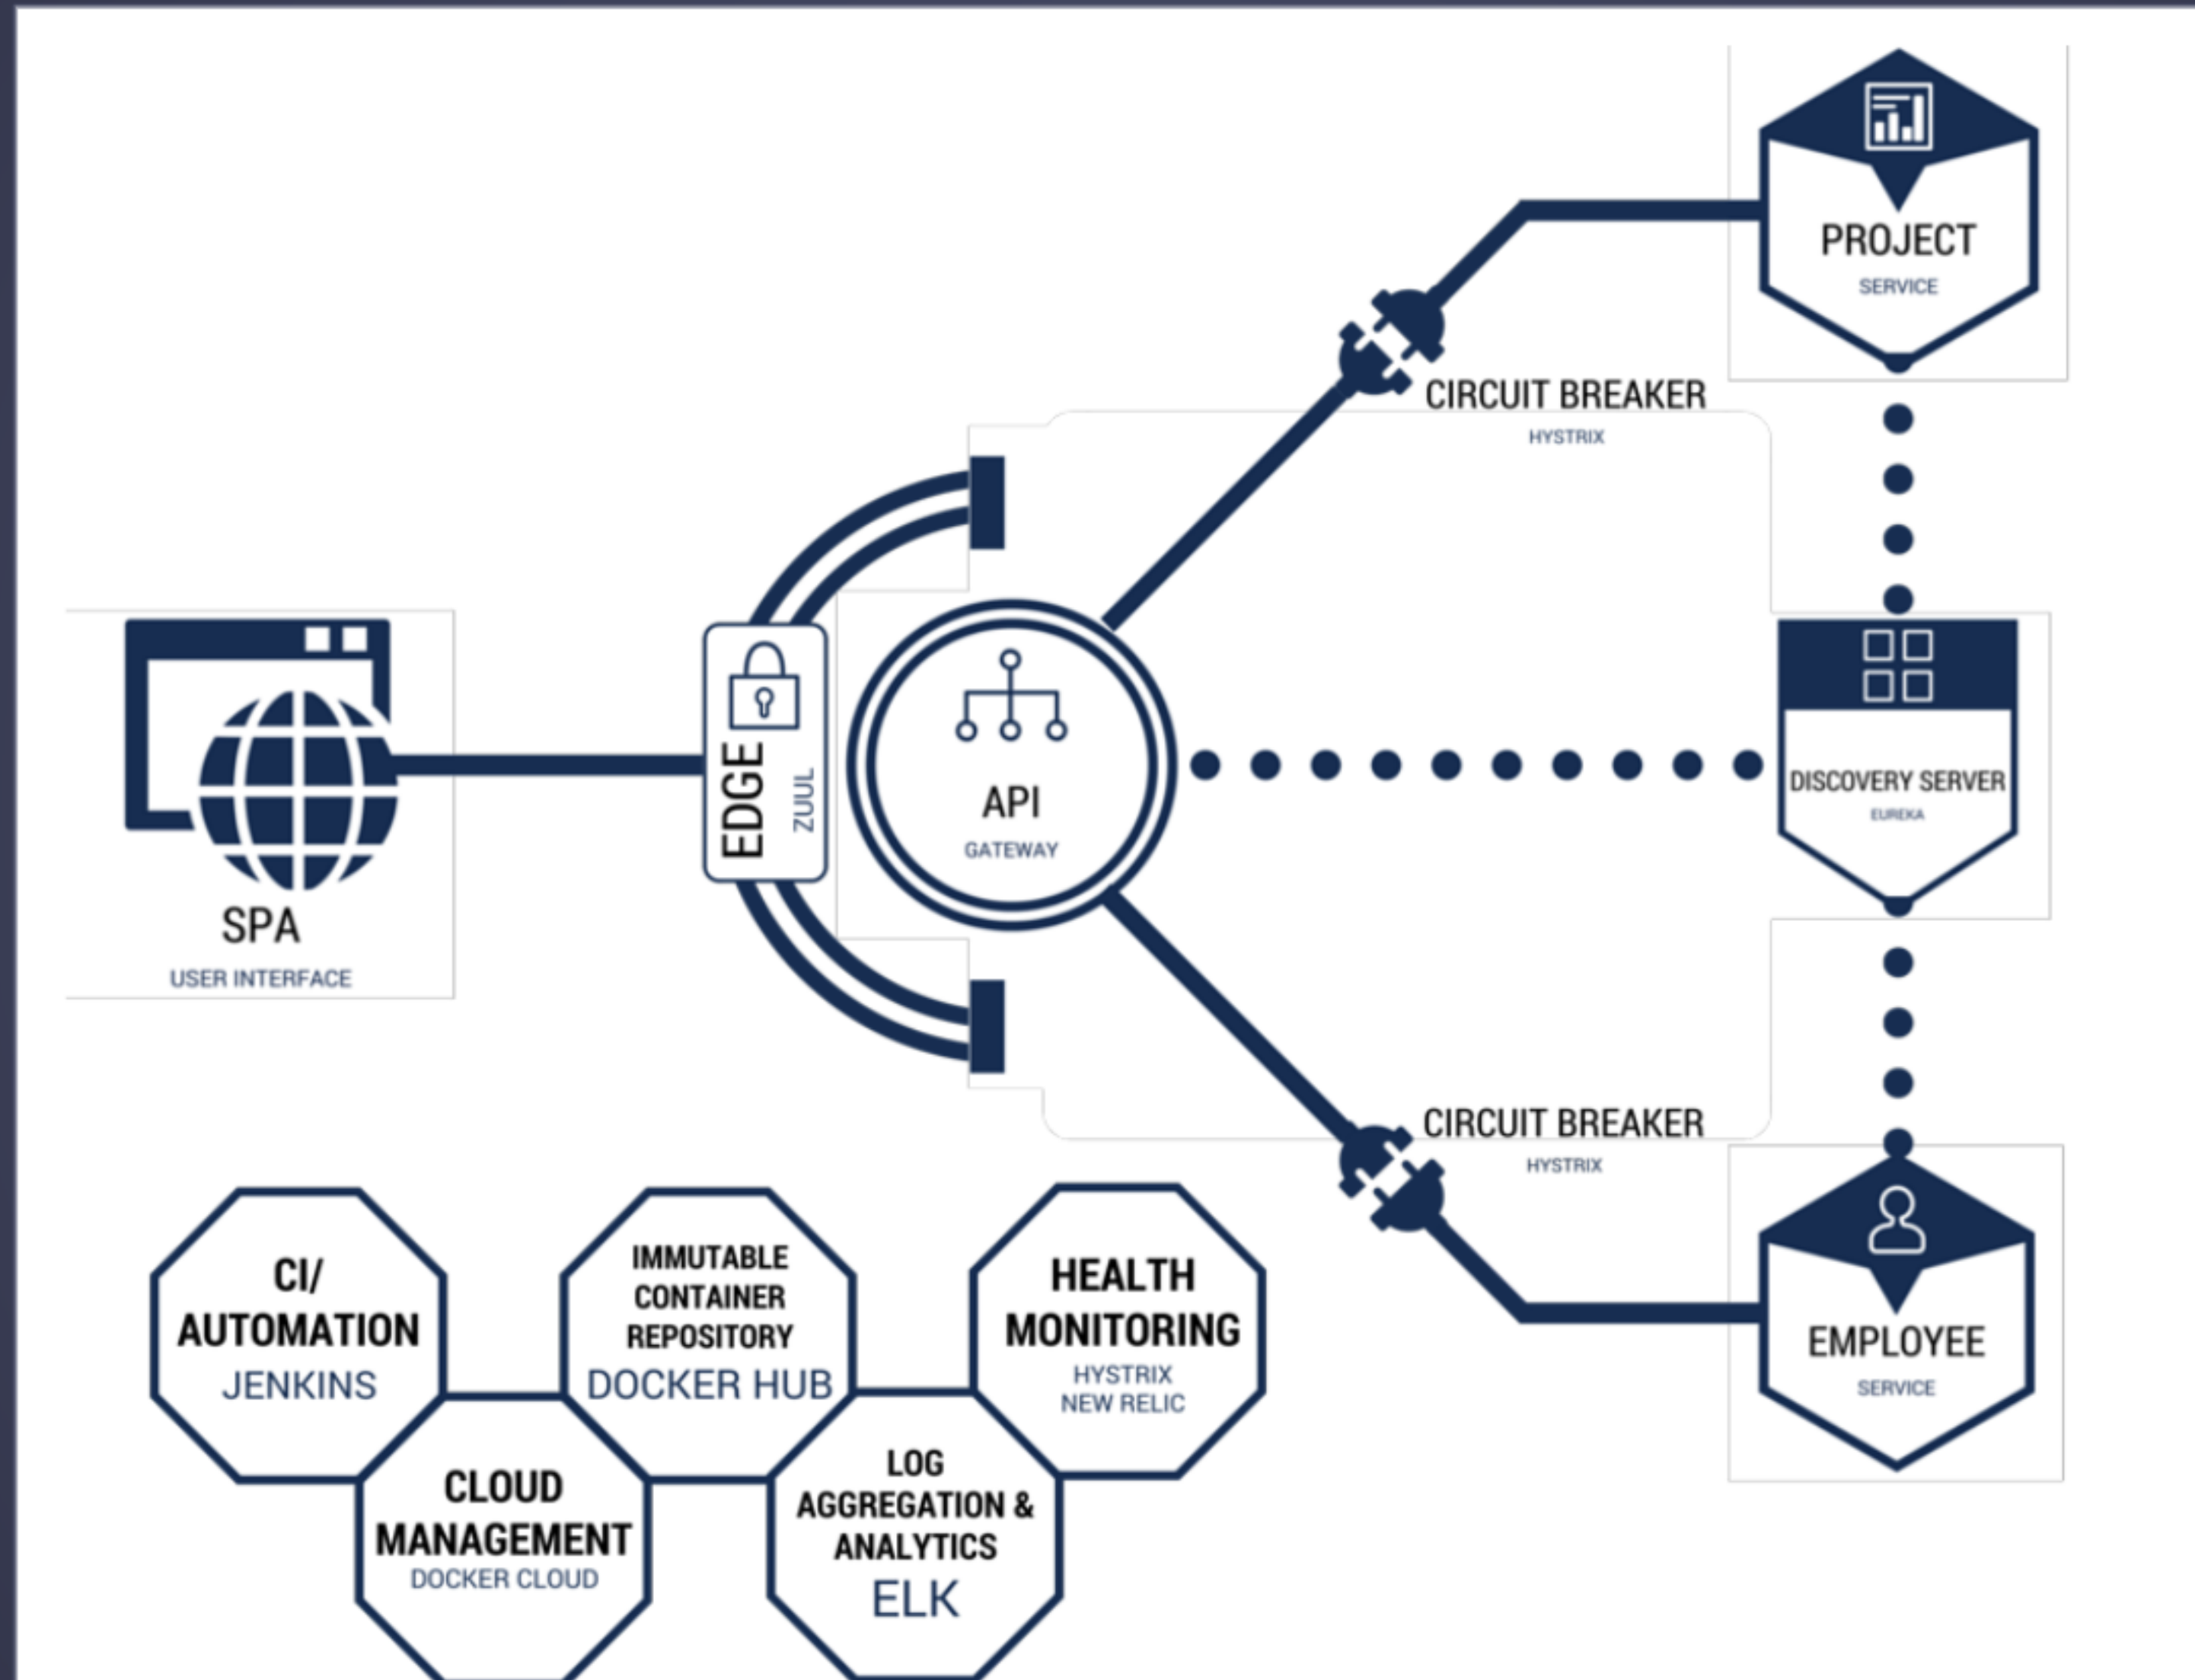 PROJECT
SERVICE
CIRCUIT BREAKER
HYSTRIX
EDGE
ZUUL
API
GATEWAY
DISCOVERY SERVER
EUREKA
SPA
USER INTERFACE
CIRCUIT BREAKER
HYSTRIX
EMPLOYEE
SERVICE
CI/
AUTOMATION
JENKINS
IMMUTABLE
CONTAINER
REPOSITORY
DOCKER HUB
HEALTH
MONITORING
HYSTRIX
NEW RELIC
CLOUD
MANAGEMENT
DOCKER CLOUD
LOG
AGGREGATION &
ANALYTICS
ELK